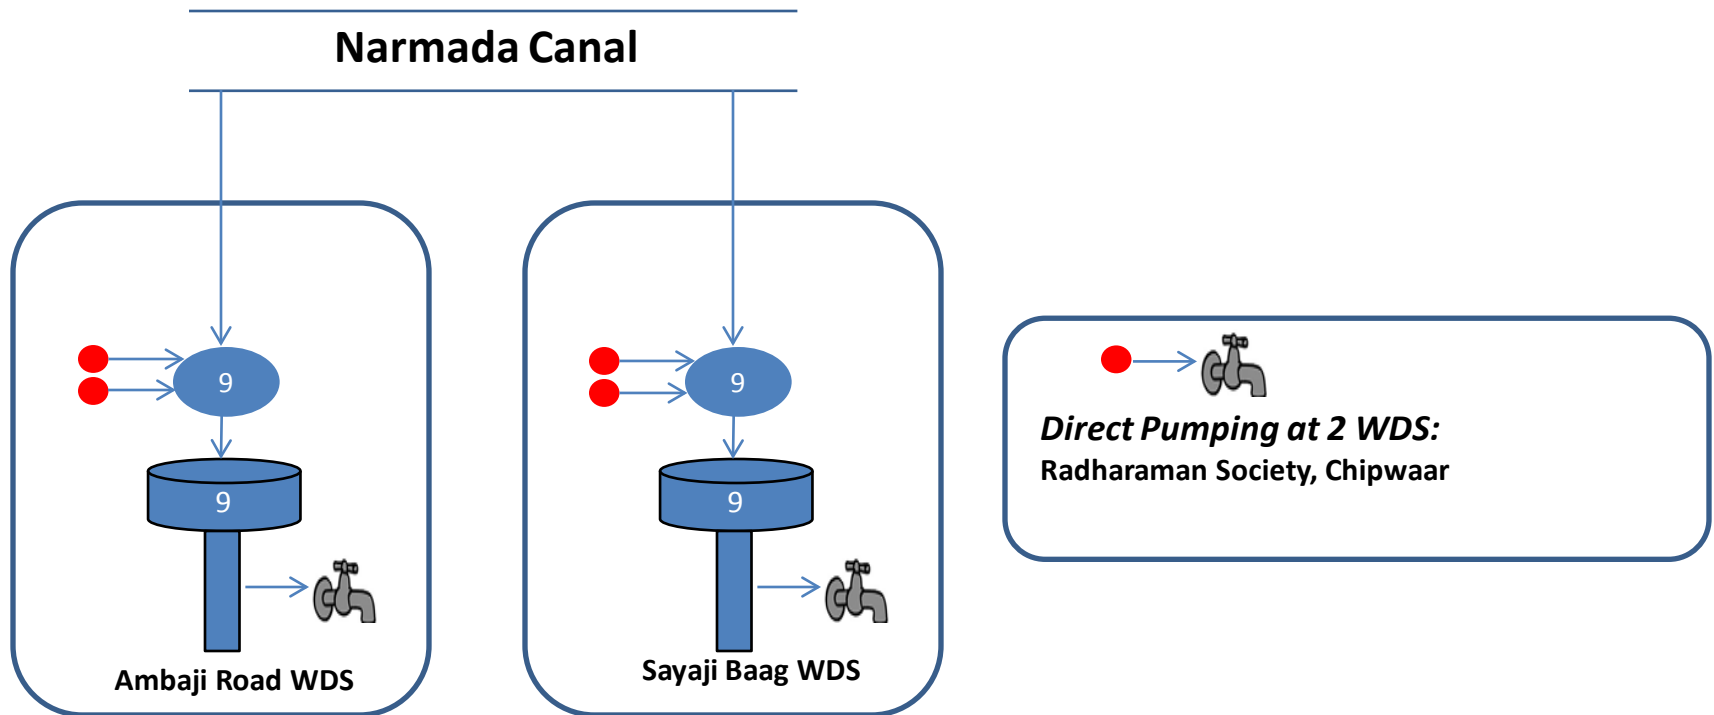 Narmada Canal
9
9
9
9
Direct Pumping at 2 WDS:
Radharaman Society, Chipwaar
Ambaji Road WDS
Sayaji Baag WDS